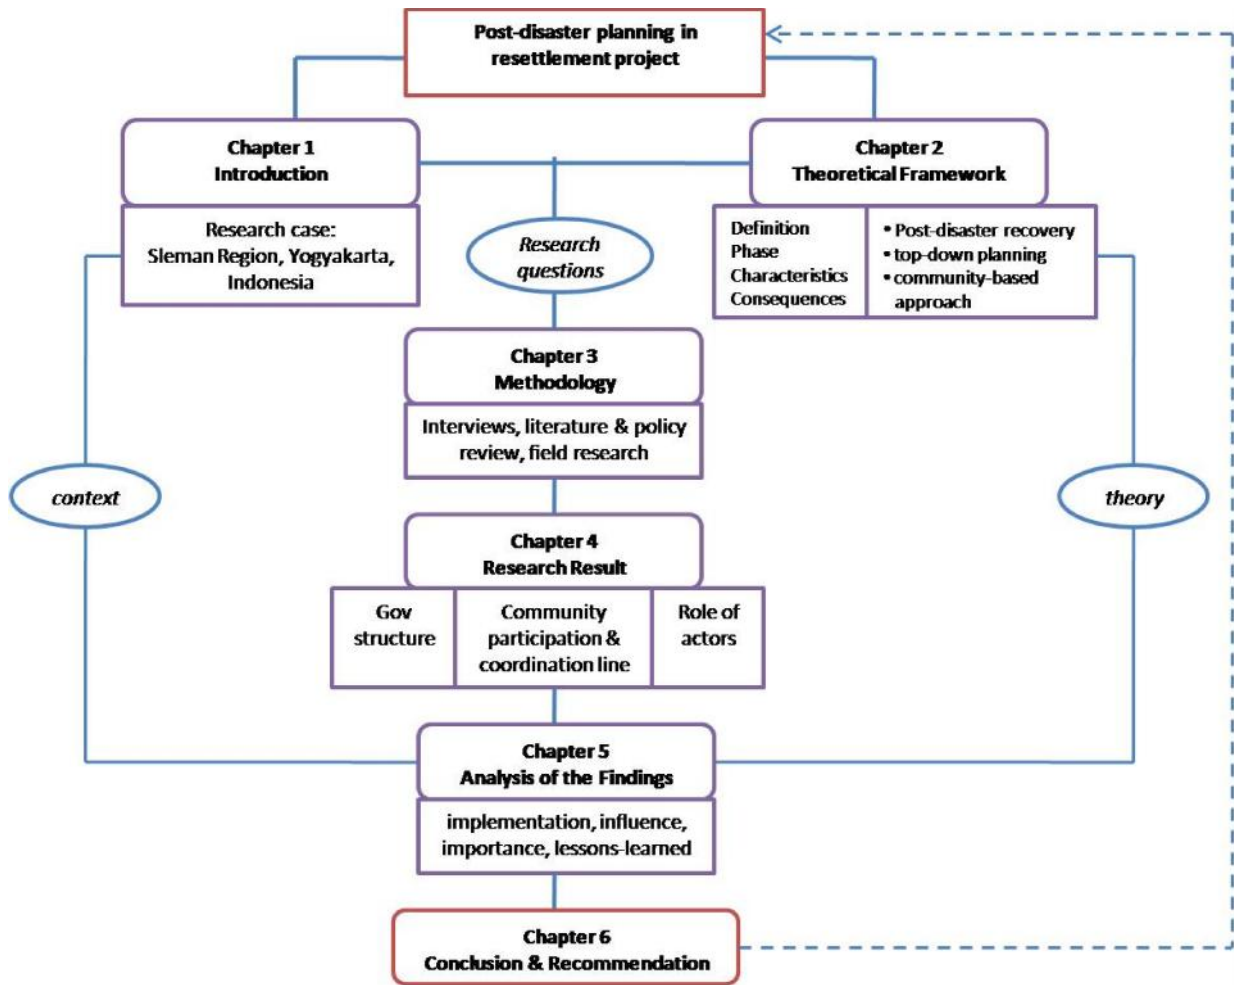 Post-disaster planning in
resettlement project
Chapter 1
Introduction
Research case:
Sleman Region, Yogyakarta,
Indonesia
Chapter 2
Theoretical Framework
Definition
Phase
Characteristics
Consequences
• Post-disaster recovery
• top-down planning
• community-based
approach
Research
questions
Chapter 3
Methodology
Interviews, literature & policy
review, field research
context
theory
Chapter 4
Research Result
Gov
structure
Community
participation &
coordination line
Role of
actors
Chapter 5
Analysis of the Findings
implementation, influence,
importance, lessons-learned
Chapter 6
Conclusion & Recommendation